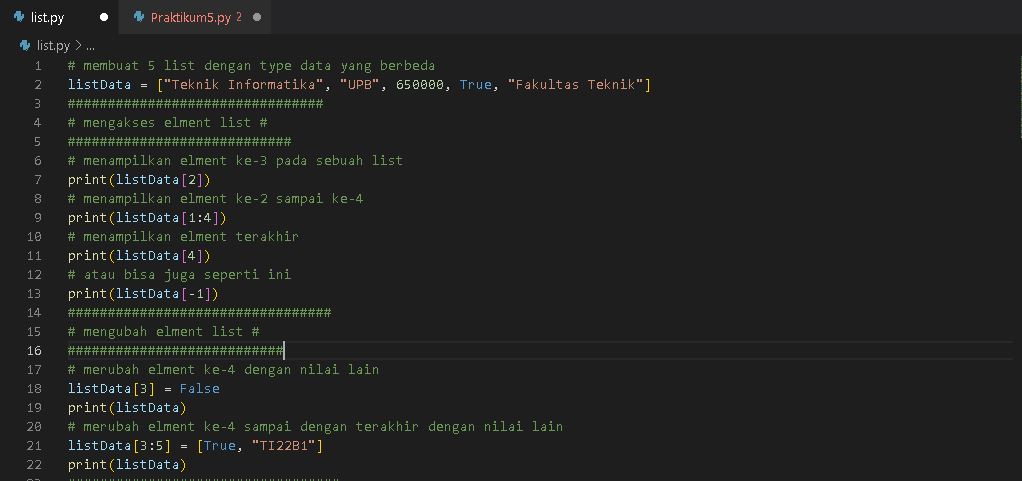 list.py Praktikum5.py 2
list.py > ...
1 # membuat 5 list dengan type data yang berbeda
2 listData = ["Teknik Informatika", "UPB", 650000, True, "Fakultas Teknik"]
3 ################################
4 # mengakses elment list #
5 ############################
6 # menampilkan elment ke-3 pada sebuah list
7 print(listData[2])
8 # menampilkan elment ke-2 sampai ke-4
9 print(listData[1:4])
10 # menampilkan elment terakhir
11 print(listData[4])
12 # atau bisa juga seperti ini
13 print(listData[-1])
14 #################################
15 # mengubah elment list #
16 ###########################
17 # merubah elment ke-4 dengan nilai lain
18 listData[3] = False
19 print(listData)
20 # merubah elment ke-4 sampai dengan terakhir dengan nilai lain
21 listData[3:5] = [True, "TI22B1"]
22 print(listData)